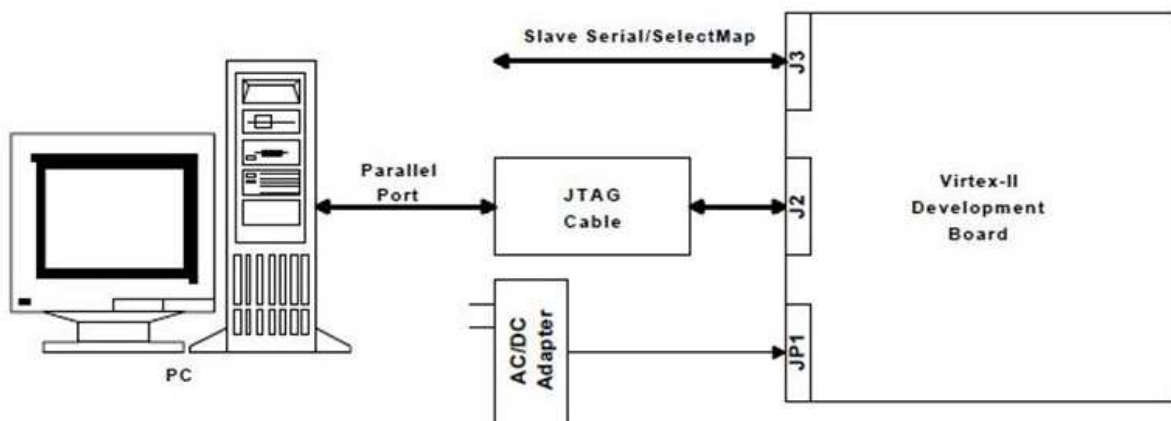 Slave Serial/SelectMap
J3
Parallel
Port
JTAG
Cable
J2
Virtex-II
Development
Board
AC/DC
Adapter
JP1
PC